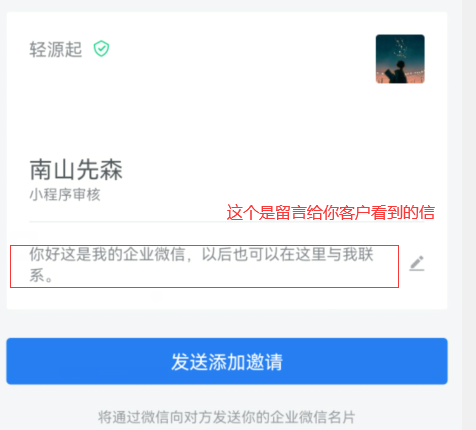 轻源起
南山先森
小程序审核
这个是留言给你客户看到的信
你好这是我的企业微信，以后也可以在这里与我联
系。
发送添加邀请
将通过微信向对方发送你的企业微信名片